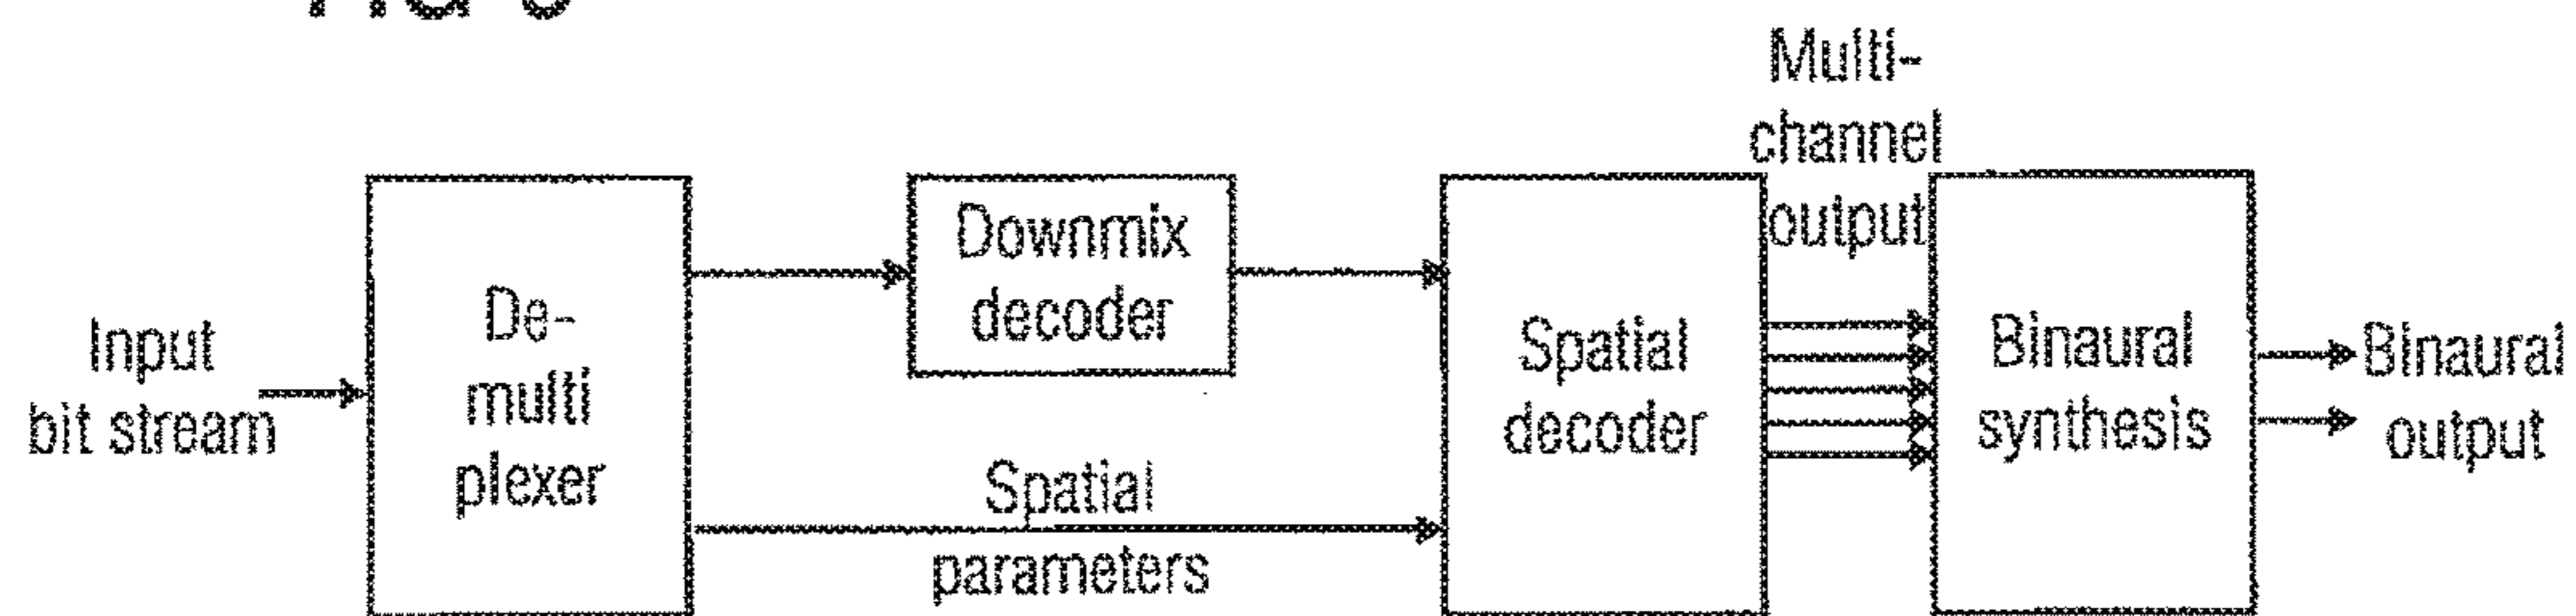 Multi-
channel
output
Input
bit stream
De-
multi
plexer
Downmix
decoder
Spatial
parameters
Spatial
decoder
Binaural
synthesis
Binaural
output